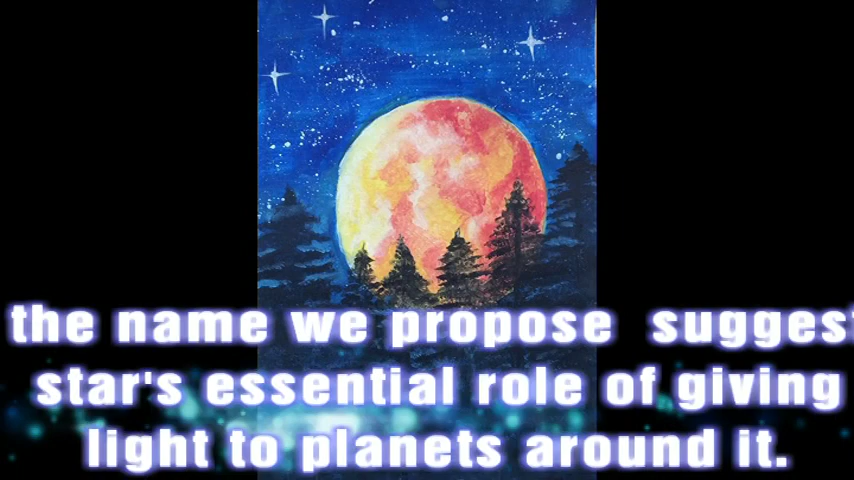 the name we propose suggest
star's essential role of giving
light to planets around it.